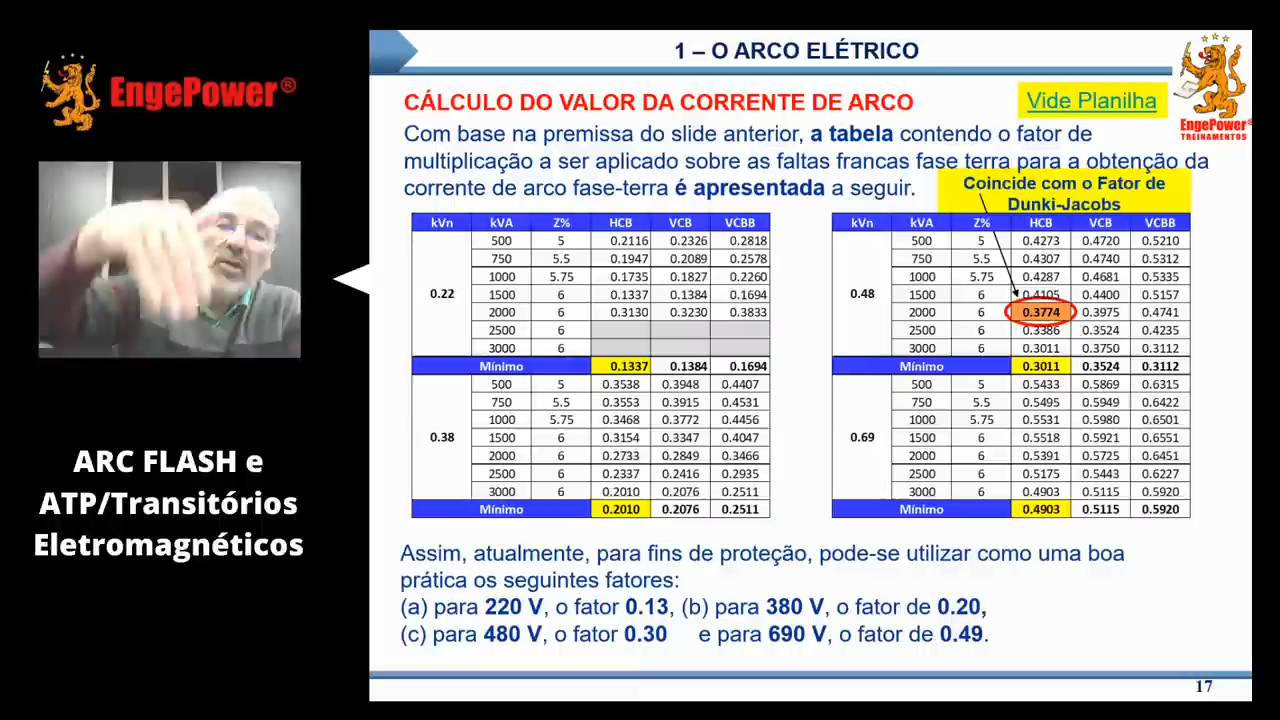 EngePower®
ARC FLASH e
ATP/Transitórios
Eletromagnéticos
1 – O ARCO ELÉTRICO
EngePower®
TREINAMENTOS
CÁLCULO DO VALOR DA CORRENTE DE ARCO
Vide Planilha
Com base na premissa do slide anterior, a tabela contendo o fator de
multiplicação a ser aplicado sobre as faltas francas fase terra para a obtenção da
corrente de arco fase-terra é apresentada a seguir.
Coincide com o Fator de
Dunki-Jacobs
kVn kVA Z% HCB VCB VCBB
500 5 0.2116 0.2326 0.2818
750 5.5 0.1947 0.2089 0.2578
1000 5.75 0.1735 0.1827 0.2260
0.22 1500 6 0.1337 0.1384 0.1694
2000 6 0.3130 0.3230 0.3833
2500 6
3000 6
Mínimo 0.1337 0.1384 0.1694
500 5 0.3538 0.3948 0.4407
750 5.5 0.3553 0.3915 0.4531
1000 5.75 0.3468 0.3772 0.4456
0.38 1500 6 0.3154 0.3347 0.4047
2000 6 0.2733 0.2849 0.3466
2500 6 0.2337 0.2416 0.2935
3000 6 0.2010 0.2076 0.2511
Mínimo 0.2010 0.2076 0.2511
kVn kVA Z% HCB VCB VCBB
500 5 0.4273 0.4720 0.5210
750 5.5 0.4307 0.4740 0.5312
1000 5.75 0.4287 0.4681 0.5335
0.48 1500 6 0.4105 0.4400 0.5157
2000 6 0.3774 0.3975 0.4741
2500 6 0.3386 0.3524 0.4235
3000 6 0.3011 0.3750 0.3112
Mínimo 0.3011 0.3524 0.3112
500 5 0.5433 0.5869 0.6315
750 5.5 0.5495 0.5949 0.6422
1000 5.75 0.5531 0.5980 0.6501
0.69 1500 6 0.5518 0.5921 0.6551
2000 6 0.5391 0.5725 0.6451
2500 6 0.5175 0.5443 0.6227
3000 6 0.4903 0.5115 0.5920
Mínimo 0.4903 0.5115 0.5920
Assim, atualmente, para fins de proteção, pode-se utilizar como uma boa
prática os seguintes fatores:
(a) para 220 V, o fator 0.13, (b) para 380 V, o fator de 0.20,
(c) para 480 V, o fator 0.30 e para 690 V, o fator de 0.49.
17